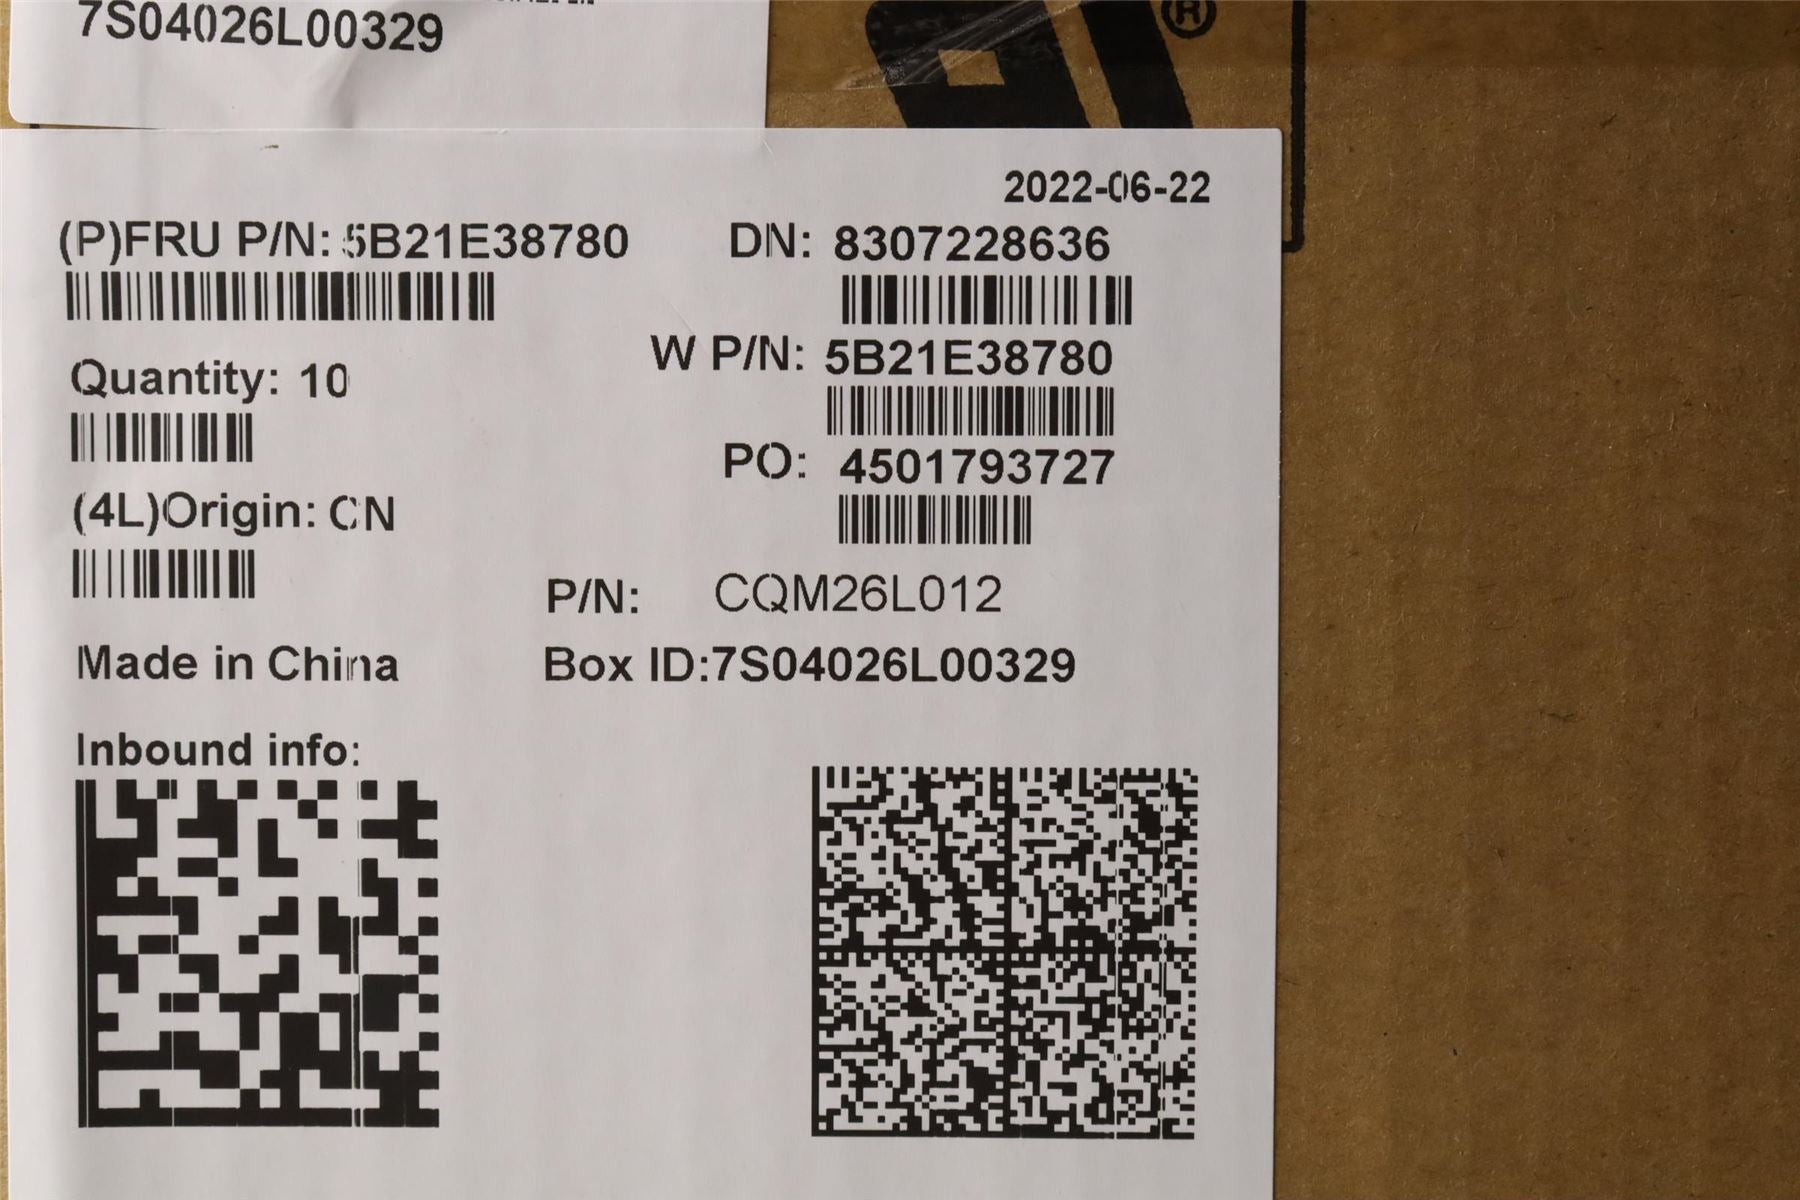 7S04026L00329
®
2022-06-22
(P)FRU P/N: 5B21E38780
DN: 8307228636
W P/N: 5B21E38780
Quantity: 10
PO: 4501793727
(4L)Origin: CN
P/N: CQM26L012
Made in China
Box ID:7S04026L00329
Inbound info: